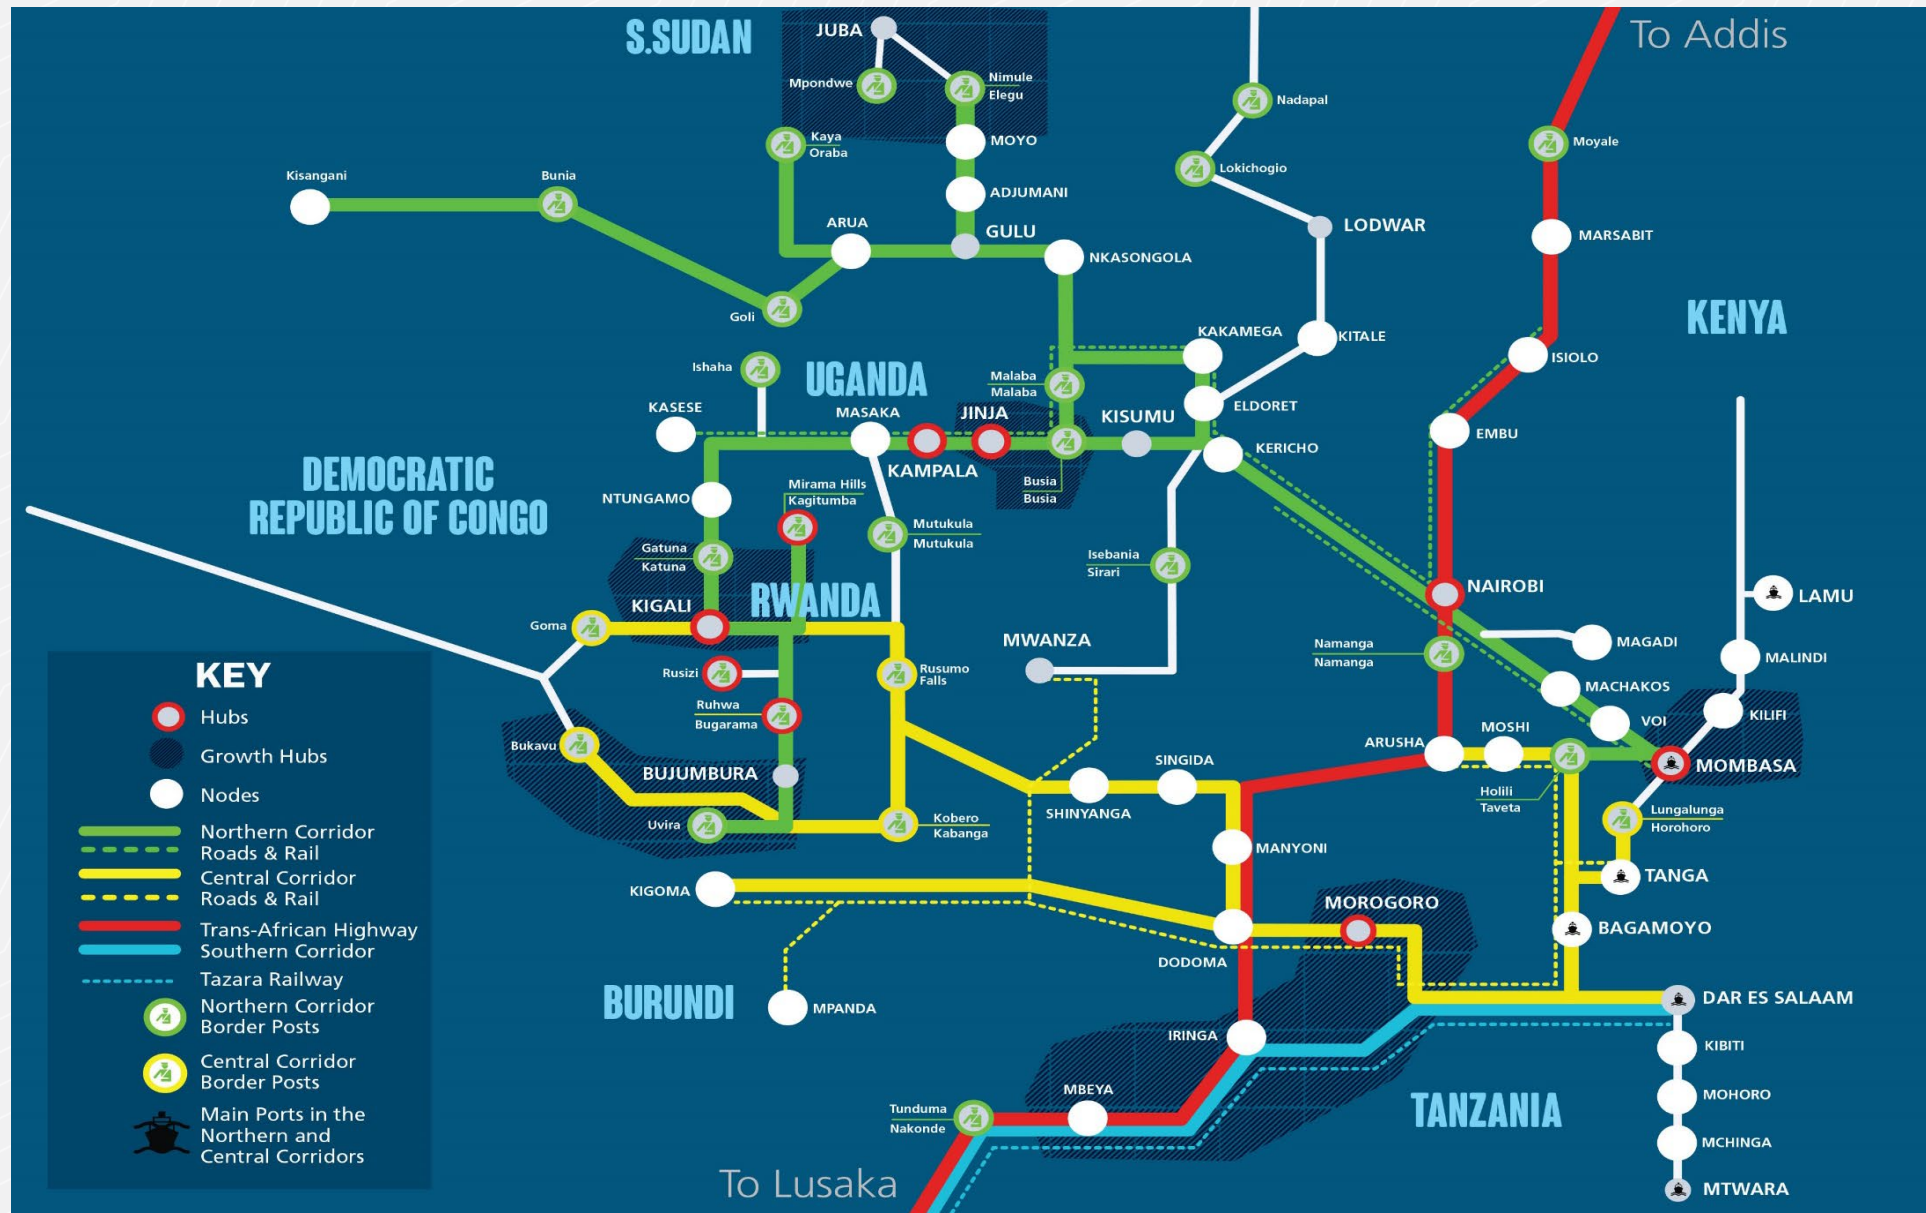 S.SUDAN
JUBA
Mpondwe
Nimule
Elegu
To Addis
Nadapal
Kaya
Oraba
MOYO
Moyale
Kisangani
Bunia
Lokichogio
ADJUMANI
ARUA
GULU
LODWAR
MARSABIT
NKASONGOLA
Goli
KENYA
KAKAMEGA
KITALE
ISIOLO
Ishaha
UGANDA
Malaba
Malaba
KASESE
MASAKA
JINJA
KISUMU
ELDORET
EMBU
KERICHO
KAMPALA
DEMOCRATIC
REPUBLIC OF CONGO
Mirama Hills
Kagitumba
Busia
Busia
NTUNGAMO
Mutukula
Mutukula
Gatuna
Katuna
Isebania
Sirari
KIGALI
RWANDA
NAIROBI
LAMU
Goma
MWANZA
Namanga
Namanga
MAGADI
MALINDI
Rusizi
Rusumo
Falls
MACHAKOS
Ruhwa
Bugarama
VOI
KILIFI
Bukavu
ARUSHA
MOSHI
MOMBASA
BUJUMBURA
SINGIDA
Holili
Taveta
SHINYANGA
Lungalunga
Horohoro
Uvira
Kobero
Kabanga
MANYONI
KIGOMA
TANGA
MOROGORO
BAGAMOYO
DODOMA
BURUNDI
MPANDA
DAR ES SALAAM
IRINGA
KIBITI
MBEYA
MOHORO
Tunduma
Nakonde
TANZANIA
MCHINGA
To Lusaka
MTWARA
KEY
Hubs
Growth Hubs
Nodes
Northern Corridor
Roads & Rail
Central Corridor
Roads & Rail
Trans-African Highway
Southern Corridor
Tazara Railway
Northern Corridor
Border Posts
Central Corridor
Border Posts
Main Ports in the
Northern and
Central Corridors